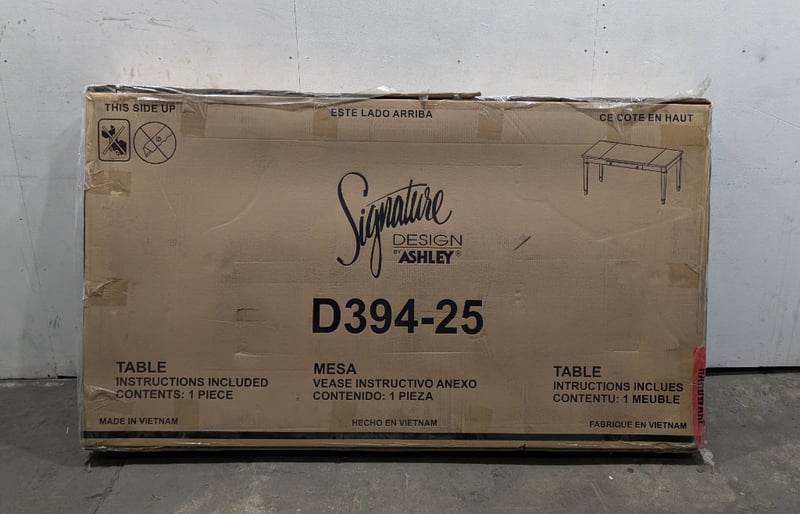 THIS SIDE UP
ESTE LADO ARRIBA
CE COTE EN HAUT
Signature
DESIGN
BY ASHLEY®
D394-25
TABLE
INSTRUCTIONS INCLUDED
CONTENTS: 1 PIECE
MESA
VEASE INSTRUCTIVO ANEXO
CONTENIDO: 1 PIEZA
TABLE
INTRUCTIONS INCLUES
CONTENTU: 1 MEUBLE
MADE IN VIETNAM
HECHO EN VIETNAM
FABRIQUE EN VIETNAM